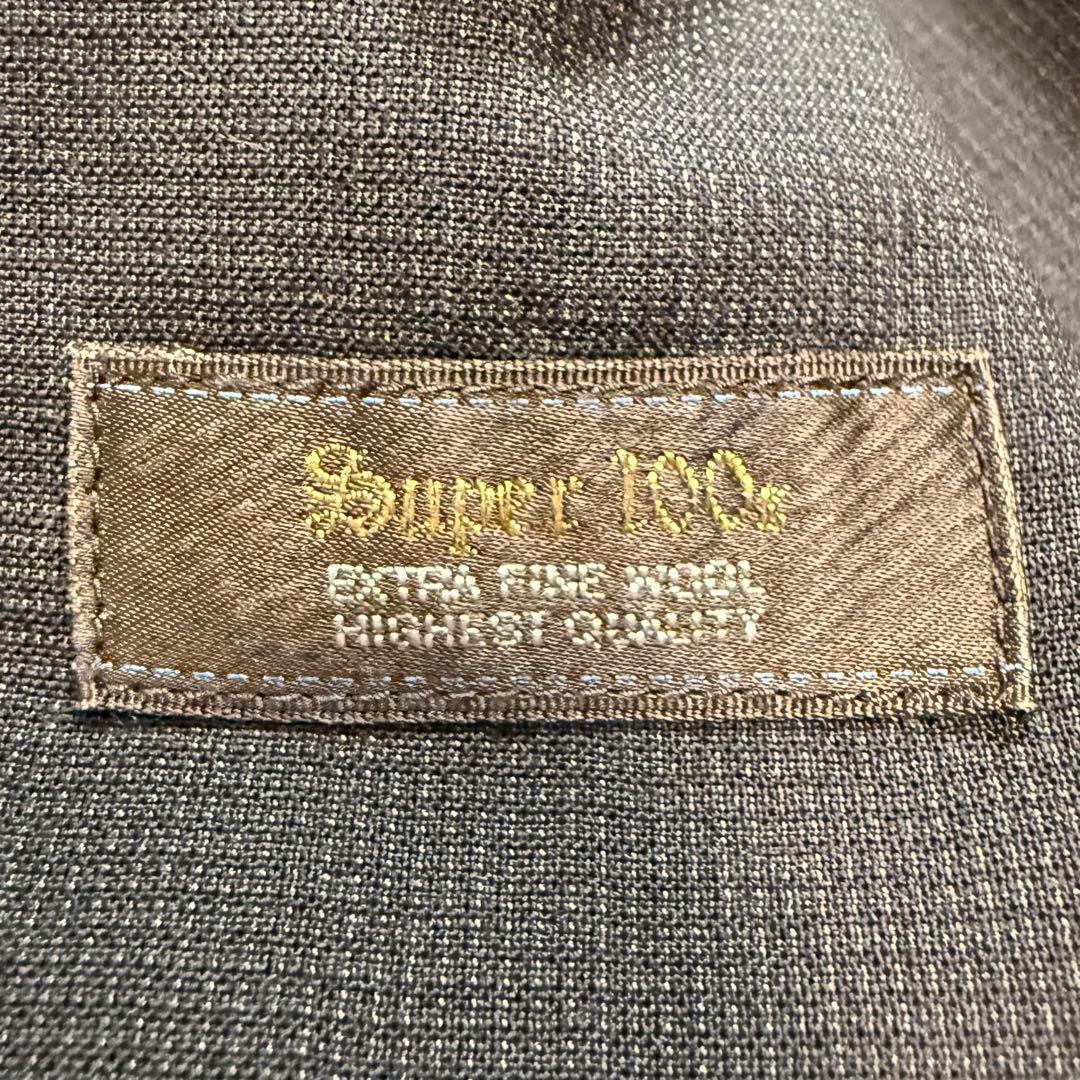 Super 100s
EXTRA FINE WOOL
HIGHEST QUALITY